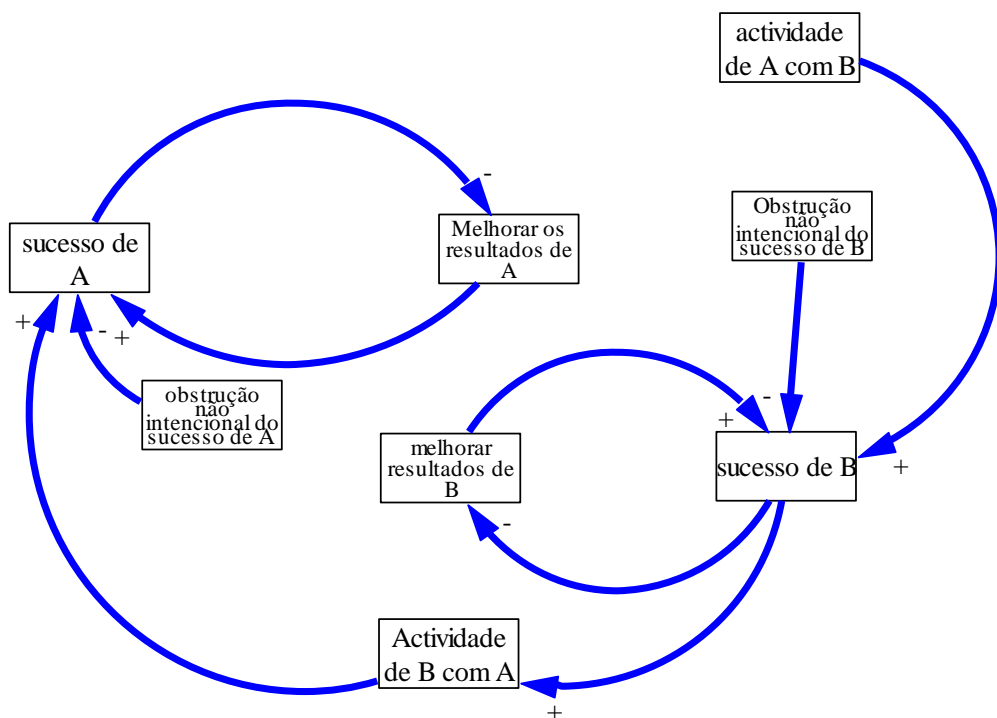 actividade
de A com B
-
Obstrução
não
intencional do
sucesso de B
Melhorar os
resultados de
A
sucesso de
A
+
-
+
obstrução
não
intencional do
sucesso de A
-
+
melhorar
resultados de
B
sucesso de B
+
-
Actividade
de B com A
+